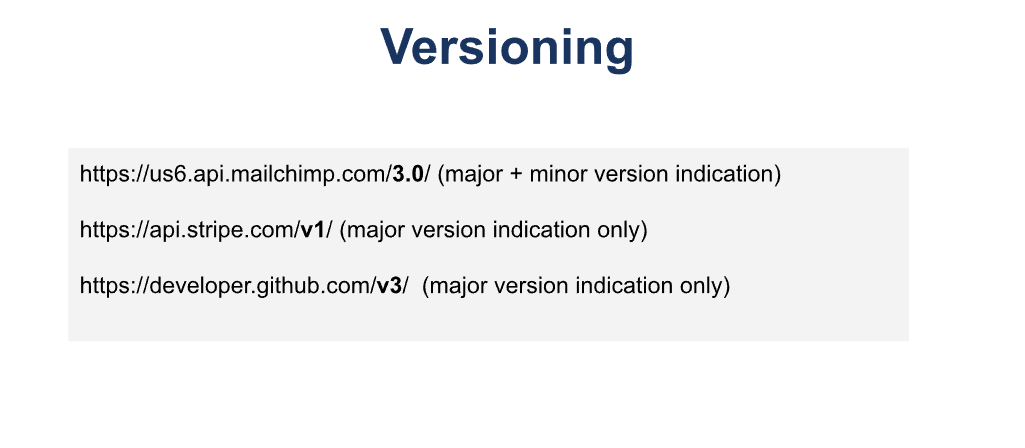 Versioning
https://us6.api.mailchimp.com/3.0/ (major + minor version indication)
https://api.stripe.com/v1/ (major version indication only)
https://developer.github.com/v3/  (major version indication only)